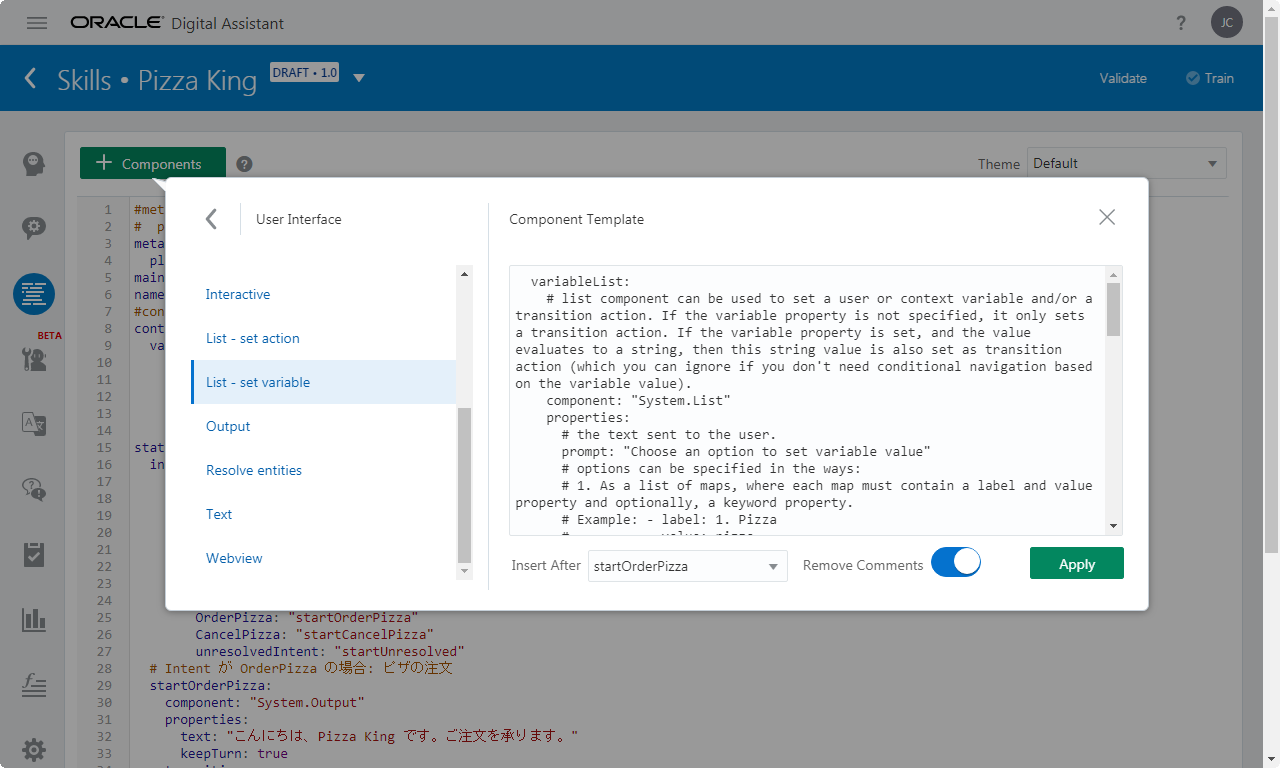 ORACLE Digital Assistant
?
JC
Skills • Pizza King
DRAFT • 1.0
Validate
Train
Components
?
Theme
Default
BETA
1 #met
2 #  p
3 meta
4   pl
5 main
6 name
7 #con
8 cont
9   va
10
11
12
13
14
15 stat
16   in
17
18
19
20
21
22
23
24
25 OrderPizza: "startOrderPizza"
26 CancelPizza: "startCancelPizza"
27 unresolvedIntent: "startUnresolved"
28 # Intent が OrderPizza の場合: ピザの注文
29 startOrderPizza:
30 component: "System.Output"
31 properties:
32 text: "こんにちは、Pizza King です。ご注文を承ります。"
33 keepTurn: true
User Interface
Interactive
List - set action
List - set variable
Output
Resolve entities
Text
Webview
Component Template
variableList:
# list component can be used to set a user or context variable and/or a
transition action. If the variable property is not specified, it only sets
a transition action. If the variable property is set, and the value
evaluates to a string, then this string value is also set as transition
action (which you can ignore if you don't need conditional navigation based
on the variable value).
component: "System.List"
properties:
# the text sent to the user.
prompt: "Choose an option to set variable value"
# options can be specified in the ways:
# 1. As a list of maps, where each map must contain a label and value
property and optionally, a keyword property.
# Example: - label: 1. Pizza
Insert After
startOrderPizza
Remove Comments
Apply